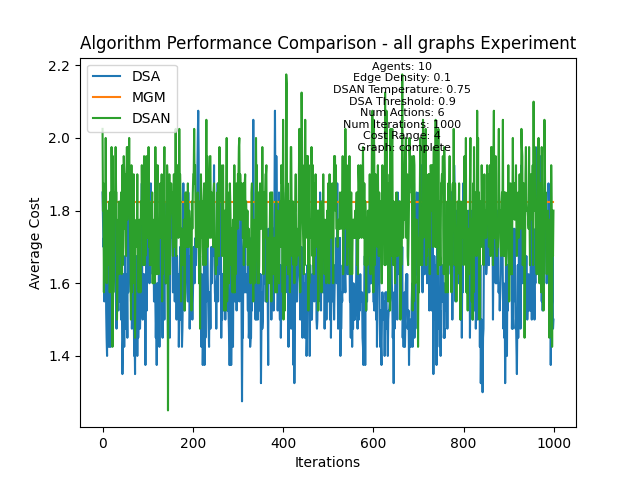 Algorithm Performance Comparison - all graphs Experiment
DSA
MGM
DSAN
Agents: 10
Edge Density: 0.1
DSAN Temperature: 0.75
DSA Threshold: 0.9
Num Actions: 6
Num Iterations: 1000
Cost Range: 4
Graph: complete
Average Cost
2.2
2.0
1.8
1.6
1.4
0
200
400
600
800
1000
Iterations